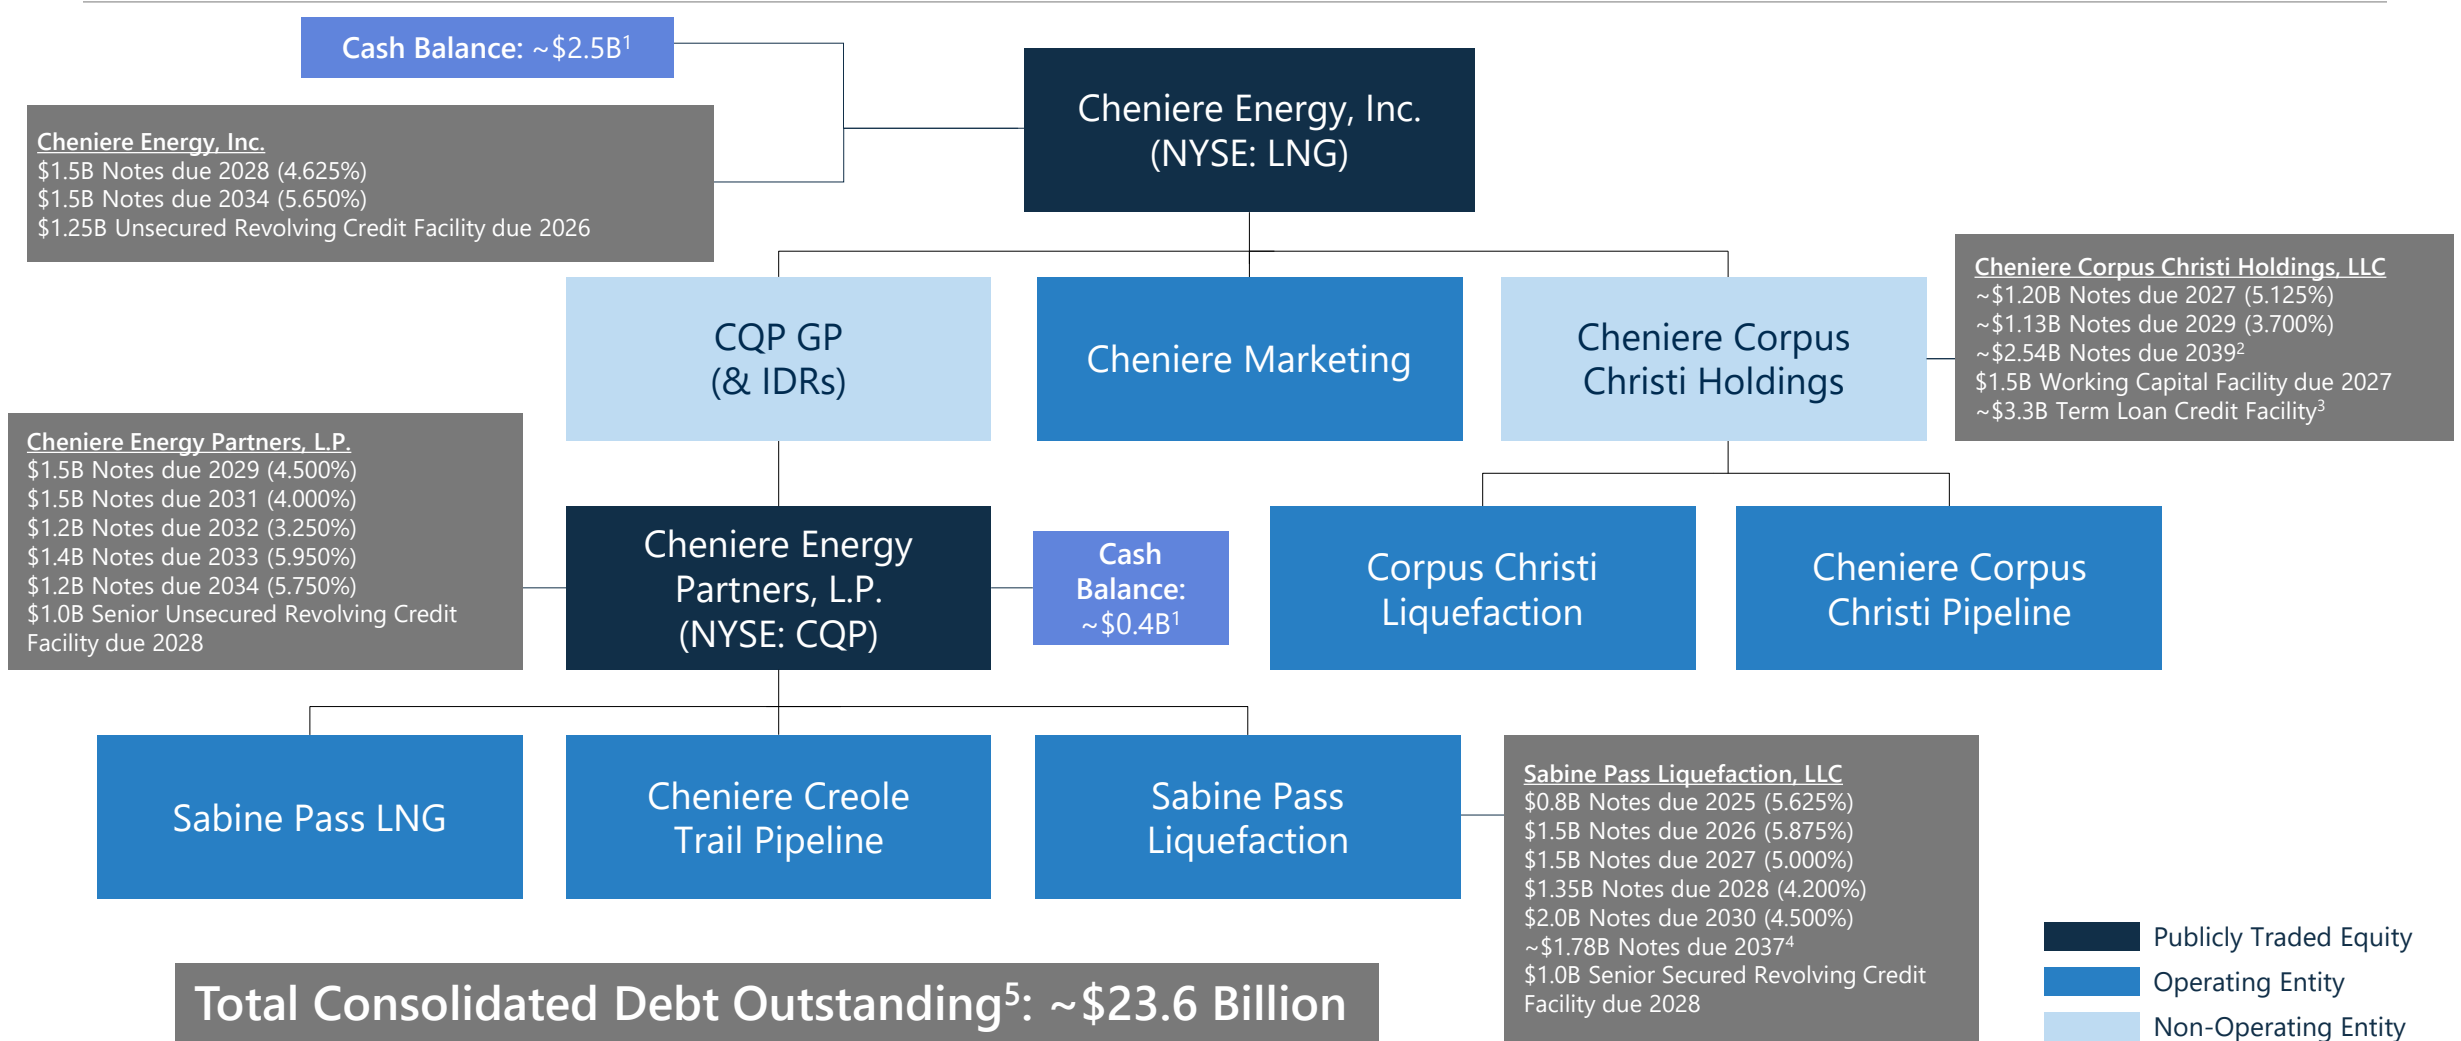 Cash Balance: ~$2.5B¹
Cheniere Energy, Inc.
(NYSE: LNG)
Cheniere Energy, Inc.
$1.5B Notes due 2028 (4.625%)
$1.5B Notes due 2034 (5.650%)
$1.25B Unsecured Revolving Credit Facility due 2026
CQP GP
(& IDRs)
Cheniere Marketing
Cheniere Corpus
Christi Holdings
Cheniere Corpus Christi Holdings, LLC
~$1.20B Notes due 2027 (5.125%)
~$1.13B Notes due 2029 (3.700%)
~$2.54B Notes due 2039²
$1.5B Working Capital Facility due 2027
~$3.3B Term Loan Credit Facility³
Cheniere Energy Partners, L.P.
$1.5B Notes due 2029 (4.500%)
$1.5B Notes due 2031 (4.000%)
$1.2B Notes due 2032 (3.250%)
$1.4B Notes due 2033 (5.950%)
$1.2B Notes due 2034 (5.750%)
$1.0B Senior Unsecured Revolving Credit
Facility due 2028
Cheniere Energy
Partners, L.P.
(NYSE: CQP)
Cash
Balance:
~$0.4B¹
Corpus Christi
Liquefaction
Cheniere Corpus
Christi Pipeline
Sabine Pass LNG
Cheniere Creole
Trail Pipeline
Sabine Pass
Liquefaction
Sabine Pass Liquefaction, LLC
$0.8B Notes due 2025 (5.625%)
$1.5B Notes due 2026 (5.875%)
$1.5B Notes due 2027 (5.000%)
$1.35B Notes due 2028 (4.200%)
$2.0B Notes due 2030 (4.500%)
~$1.78B Notes due 2037⁴
$1.0B Senior Secured Revolving Credit
Facility due 2028
Total Consolidated Debt Outstanding⁵: ~$23.6 Billion
Publicly Traded Equity
Operating Entity
Non-Operating Entity